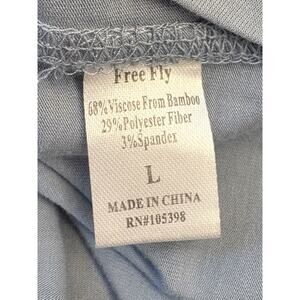 Free Fly
68% Viscose From Bamboo
29% Polyester Fiber
3% Spandex
L
MADE IN CHINA
RN#105398